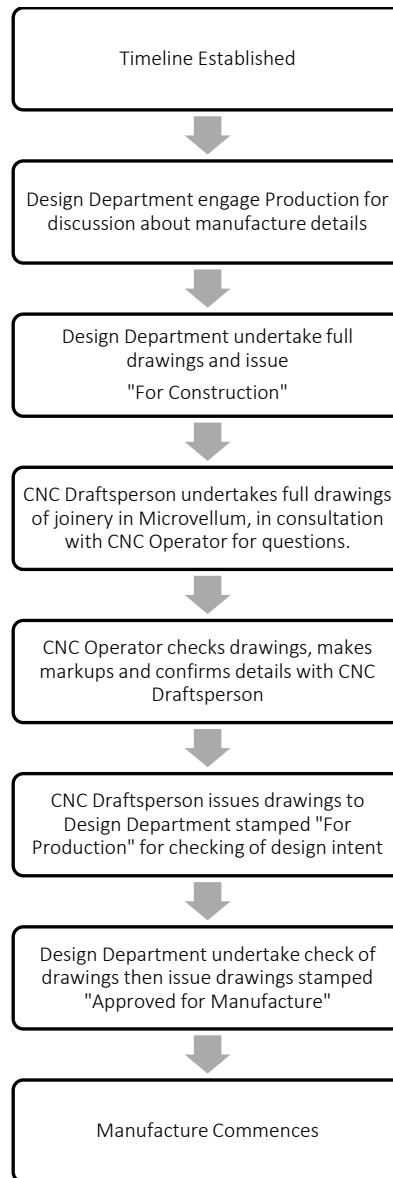 Timeline Established
Design Department engage Production for
discussion about manufacture details
Design Department undertake full
drawings and issue
"For Construction"
CNC Draftsperson undertakes full drawings
of joinery in Microvellum, in consultation
with CNC Operator for questions.
CNC Operator checks drawings, makes
markups and confirms details with CNC
Draftsperson
CNC Draftsperson issues drawings to
Design Department stamped "For
Production" for checking of design intent
Design Department undertake check of
drawings then issue drawings stamped
"Approved for Manufacture"
Manufacture Commences